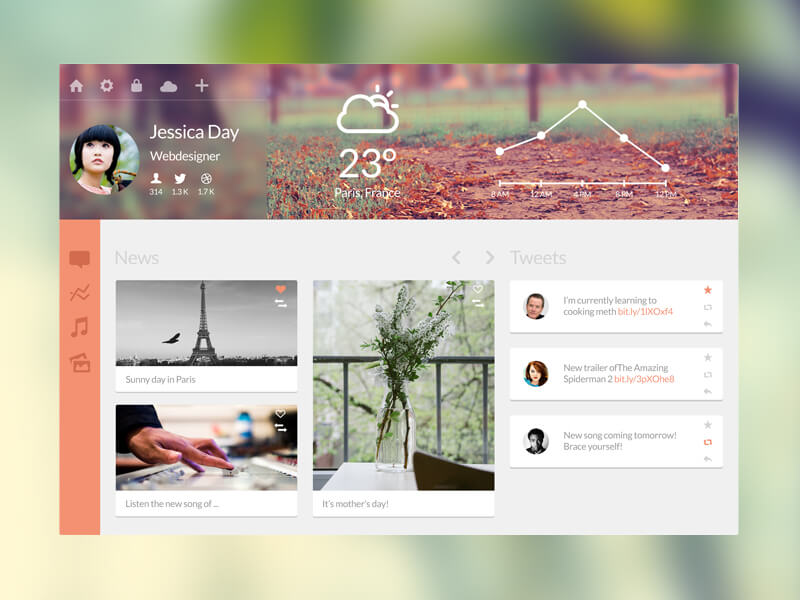 Jessica Day
Webdesigner
314 1.3 K 1.7 K
23°
Paris, France
8 AM 12 AM 4 PM 8 PM 12 PM
News
Tweets
Sunny day in Paris
Listen the new song of ...
It's mother's day!
I'm currently learning to
cooking meth bit.ly/1lXOxf4
New trailer ofThe Amazing
Spiderman 2 bit.ly/3pXOhe8
New song coming tomorrow!
Brace yourself!